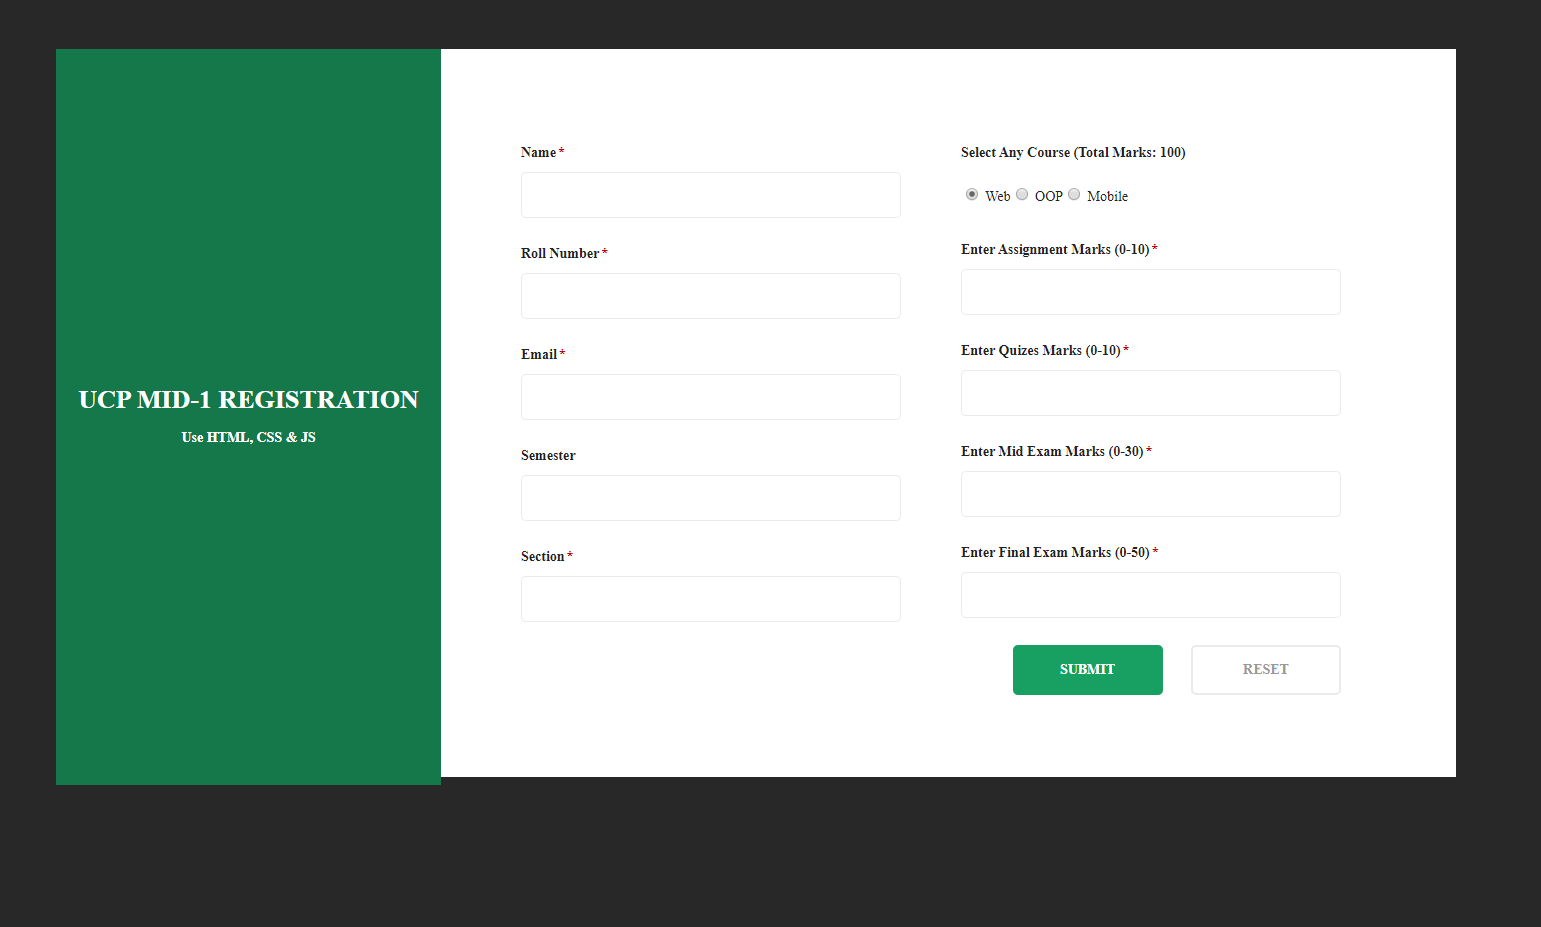 UCP MID-1 REGISTRATION
Use HTML, CSS & JS
Name *
Roll Number *
Email *
Semester
Section *
Select Any Course (Total Marks: 100)
Web OOP Mobile
Enter Assignment Marks (0-10) *
Enter Quizes Marks (0-10) *
Enter Mid Exam Marks (0-30) *
Enter Final Exam Marks (0-50) *
SUBMIT RESET